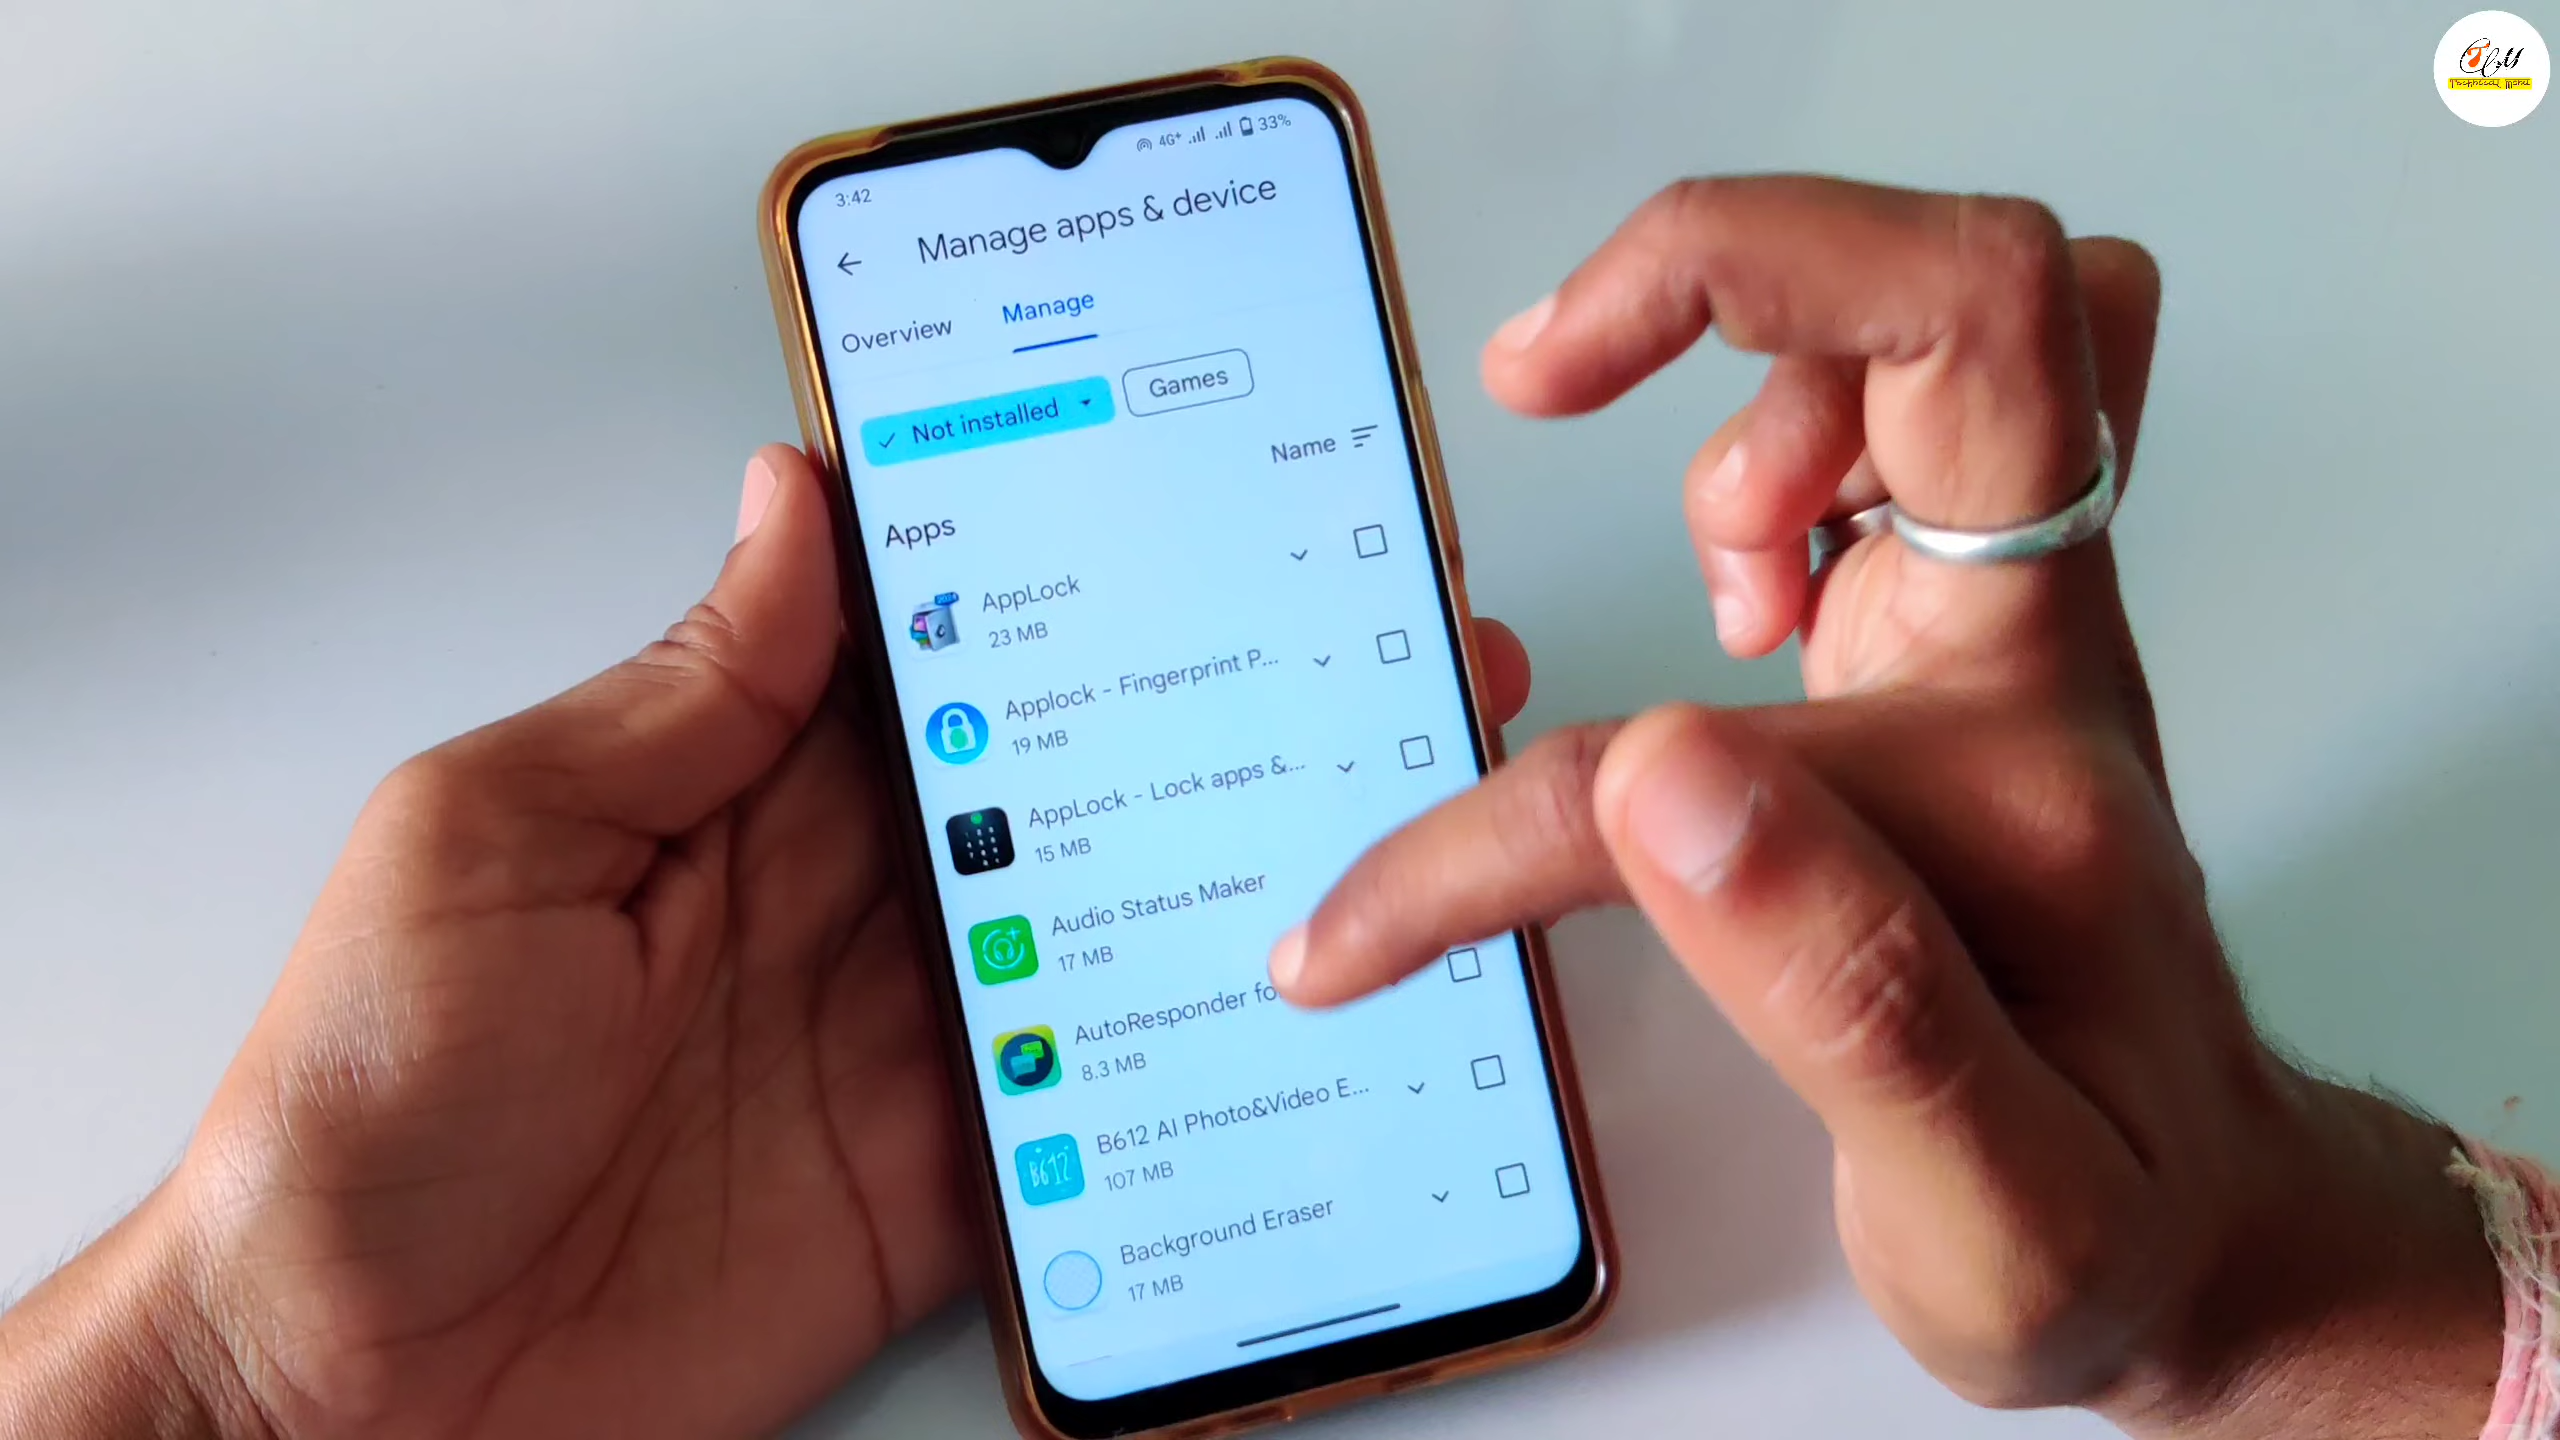 3:42
4G+
33%
Manage apps & device
Overview
Manage
Not installed
Games
Name
Apps
AppLock
23 MB
Applock - Fingerprint P...
19 MB
AppLock - Lock apps &...
15 MB
Audio Status Maker
17 MB
AutoResponder fo
8.3 MB
B612 AI Photo&Video E...
107 MB
B612
Background Eraser
17 MB